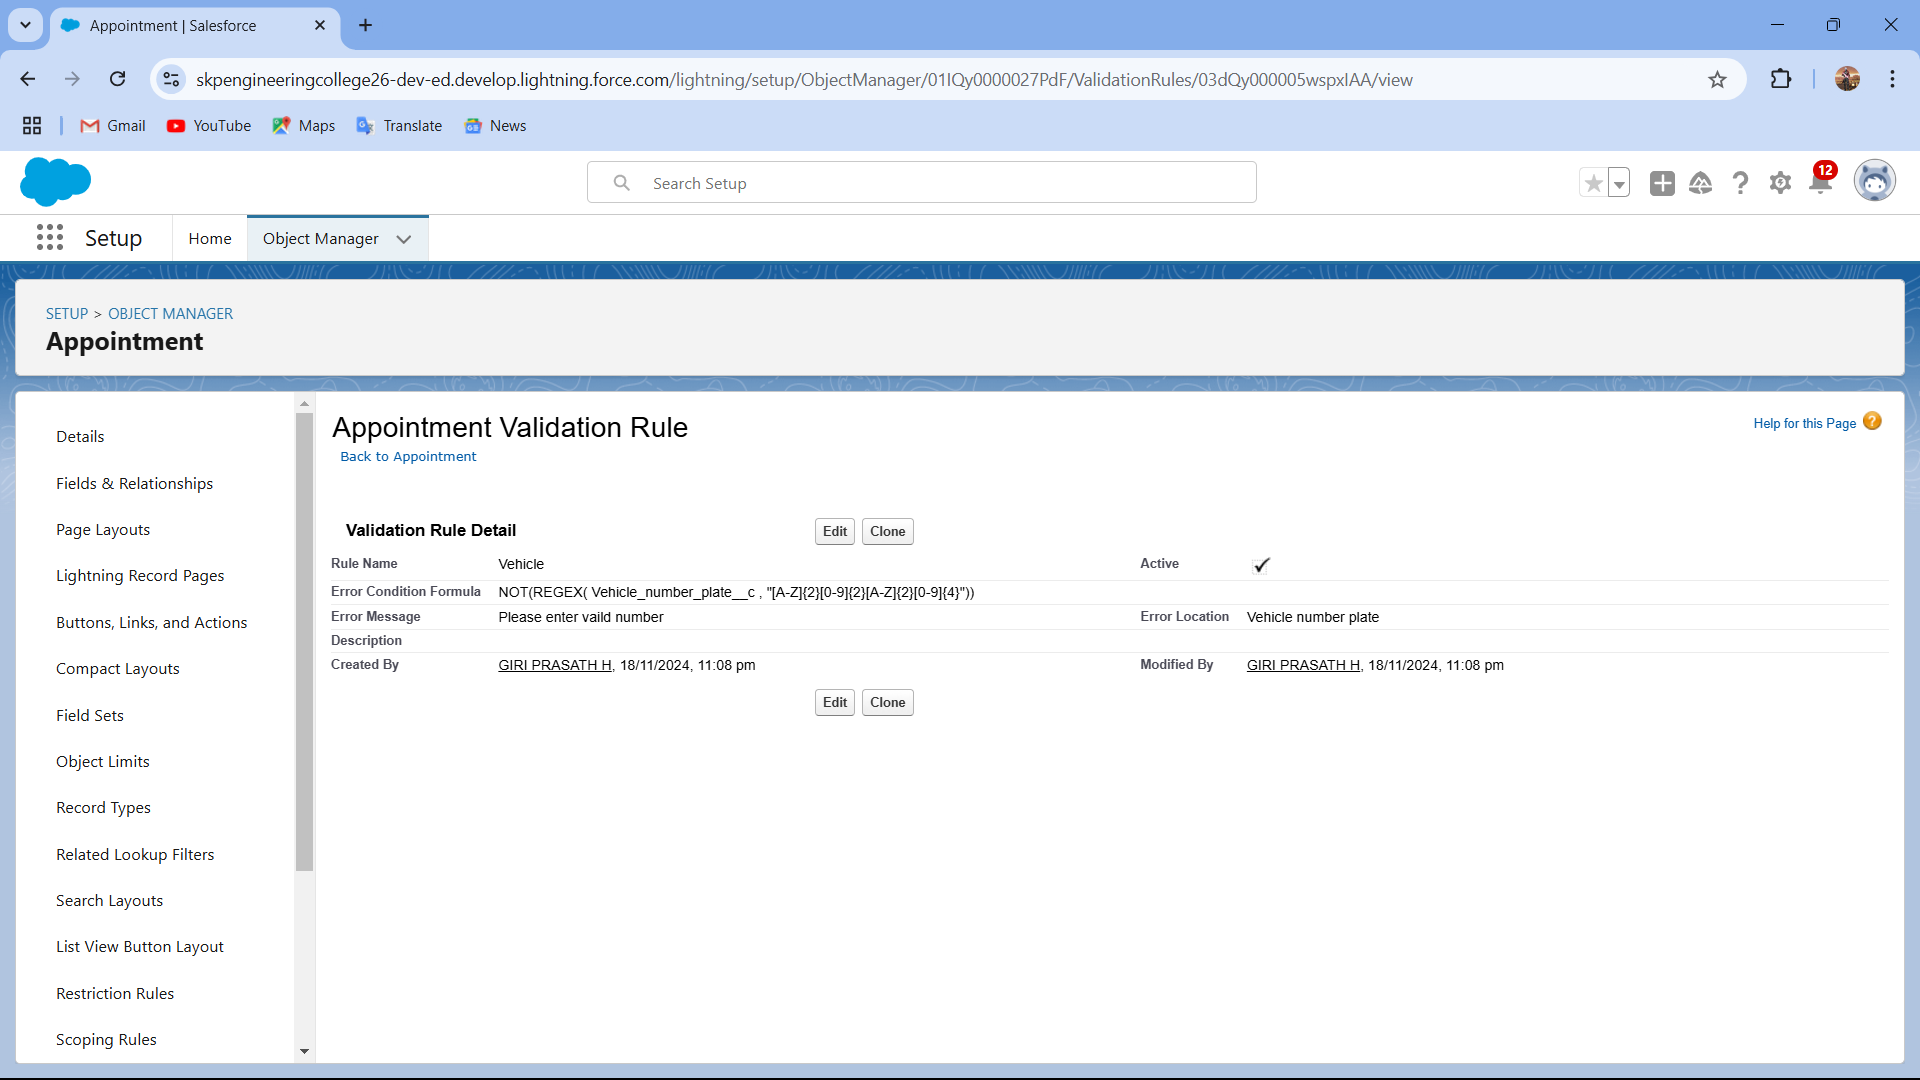 Appointment | Salesforce
skpengineeringcollege26-dev-ed.develop.lightning.force.com/lightning/setup/ObjectManager/01IQy0000027PdF/ValidationRules/03dQy000005wspxIAA/view
Gmail YouTube Maps Translate News
Search Setup
12
Setup Home Object Manager
SETUP > OBJECT MANAGER
Appointment
Details
Fields & Relationships
Page Layouts
Lightning Record Pages
Buttons, Links, and Actions
Compact Layouts
Field Sets
Object Limits
Record Types
Related Lookup Filters
Search Layouts
List View Button Layout
Restriction Rules
Scoping Rules
Appointment Validation Rule
Help for this Page ?
Back to Appointment
Validation Rule Detail Edit Clone
Rule Name Vehicle Active
Error Condition Formula NOT(REGEX( Vehicle_number_plate__c , "[A-Z]{2}[0-9]{2}[A-Z]{2}[0-9]{4}"))
Error Message Please enter vaild number Error Location Vehicle number plate
Description
Created By GIRI PRASATH H, 18/11/2024, 11:08 pm Modified By GIRI PRASATH H, 18/11/2024, 11:08 pm
Edit Clone